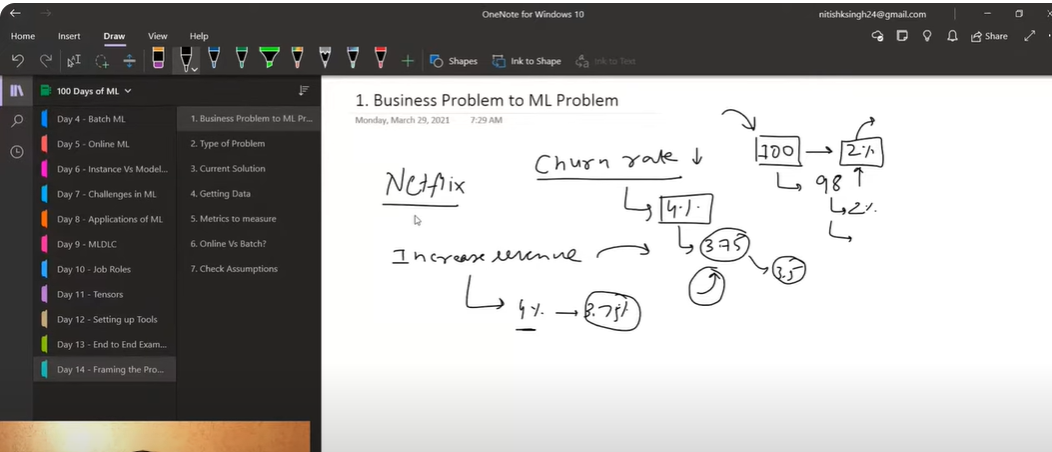 OneNote for Windows 10
nitishksingh24@gmail.com
Home Insert Draw View Help
Share
Shapes
Ink to Shape
Ink to Text
100 Days of ML
Day 4 - Batch ML
Day 5 - Online ML
Day 6 - Instance Vs Model...
Day 7 - Challenges in ML
Day 8 - Applications of ML
Day 9 - MLDLC
Day 10 - Job Roles
Day 11 - Tensors
Day 12 - Setting up Tools
Day 13 - End to End Exam...
Day 14 - Framing the Pro...
1. Business Problem to ML Pr...
2. Type of Problem
3. Current Solution
4. Getting Data
5. Metrics to measure
6. Online Vs Batch?
7. Check Assumptions
1. Business Problem to ML Problem
Monday, March 29, 2021 7:29 AM
Netflix
Churn rate ↓
4%
3.75
3.5
Increase revenue
4% → 3.75%
100 → 2%
98
2%